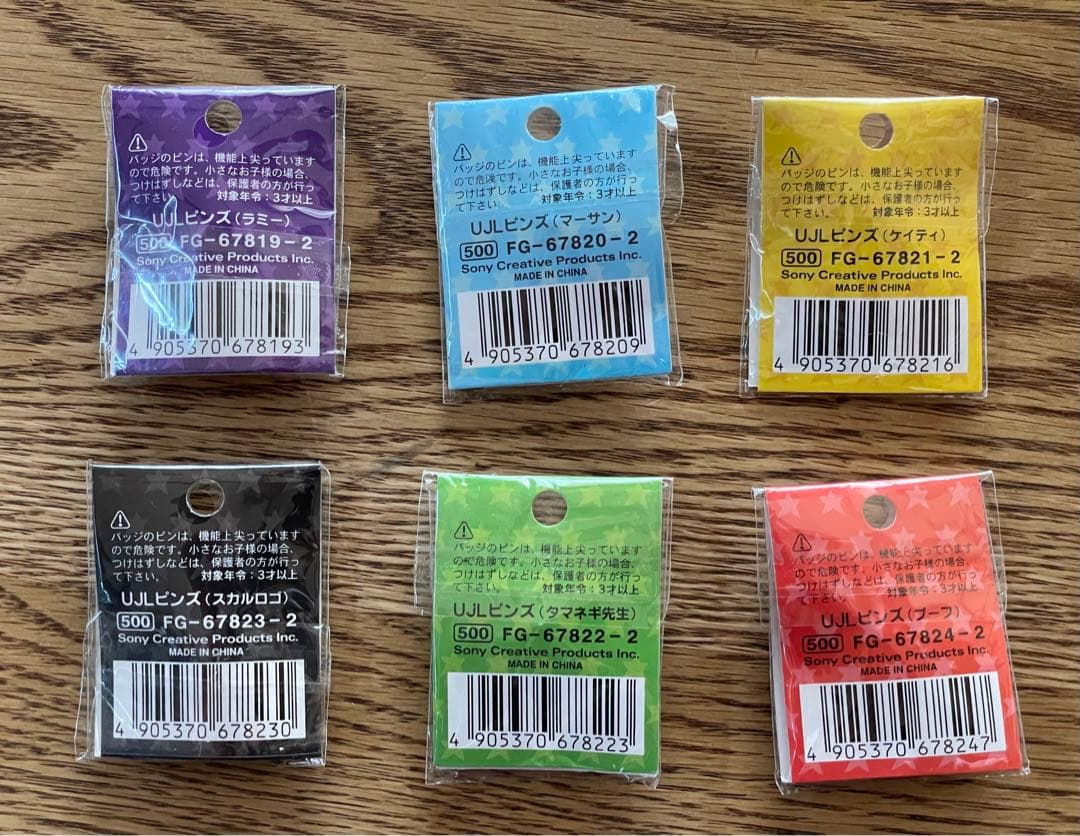 バッジのピンは、機能上尖っています
ので危険です。小さなお子様の場合、
つけはずしなどは、保護者の方が行っ
て下さい。 対象年令：3才以上
UJLピンズ(ラミー)
500 FG-67819-2
Sony Creative Products Inc.
MADE IN CHINA
4 905370 678193
バッジのピンは、機能上尖っています
ので危険です。小さなお子様の場合、
つけはずしなどは、保護者の方が行っ
て下さい。 対象年令：3才以上
UJLピンズ(マーサン)
500 FG-67820-2
Sony Creative Products Inc.
MADE IN CHINA
4 905370 678209
バッジのピンは、機能上尖っています
ので危険です。小さなお子様の場合、
つけはずしなどは、保護者の方が行っ
て下さい。 対象年令：3才以上
UJLピンズ(ケイティ)
500 FG-67821-2
Sony Creative Products Inc.
MADE IN CHINA
4 905370 678216
バッジのピンは、機能上尖っています
ので危険です。小さなお子様の場合、
つけはずしなどは、保護者の方が行っ
て下さい。 対象年令：3才以上
UJLピンズ(スカルロゴ)
500 FG-67823-2
Sony Creative Products Inc.
MADE IN CHINA
4 905370 678230
バッジのピンは、機能上尖っています
ので危険です。小さなお子様の場合、
つけはずしなどは、保護者の方が行っ
て下さい。 対象年令：3才以上
UJLピンズ(タマネギ先生)
500 FG-67822-2
Sony Creative Products Inc.
MADE IN CHINA
4 905370 678223
バッジのピンは、機能上尖っています
ので危険です。小さなお子様の場合、
つけはずしなどは、保護者の方が行っ
て下さい。 対象年令：3才以上
UJLピンズ(ブーフ)
500 FG-67824-2
Sony Creative Products Inc.
MADE IN CHINA
4 905370 678247